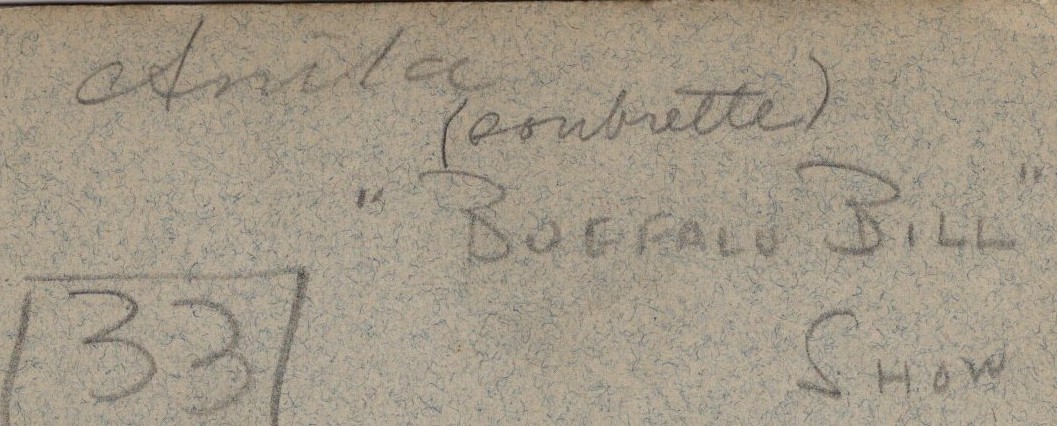 Anita
(soubrette)
"BUFFALO BILL"
33
SHOW